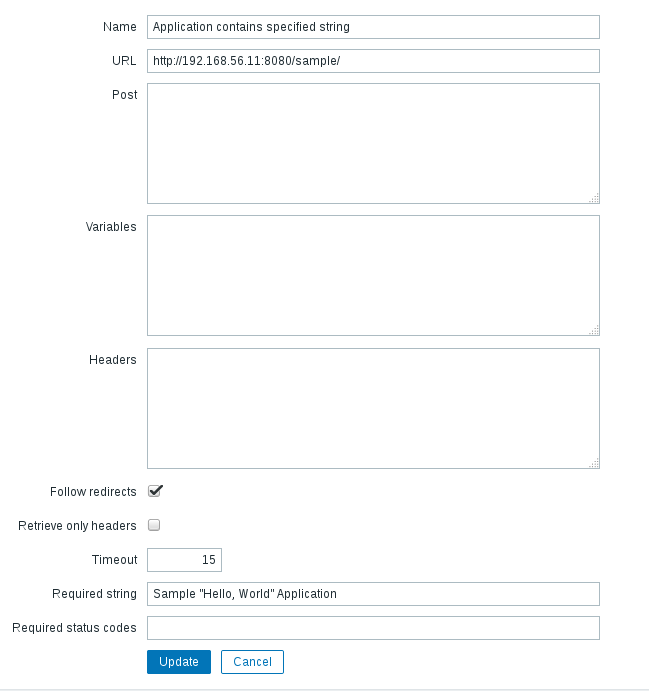 Name Application contains specified string
URL http://192.168.56.11:8080/sample/
Post
Variables
Headers
Follow redirects
Retrieve only headers
Timeout 15
Required string Sample "Hello, World" Application
Required status codes
Update Cancel